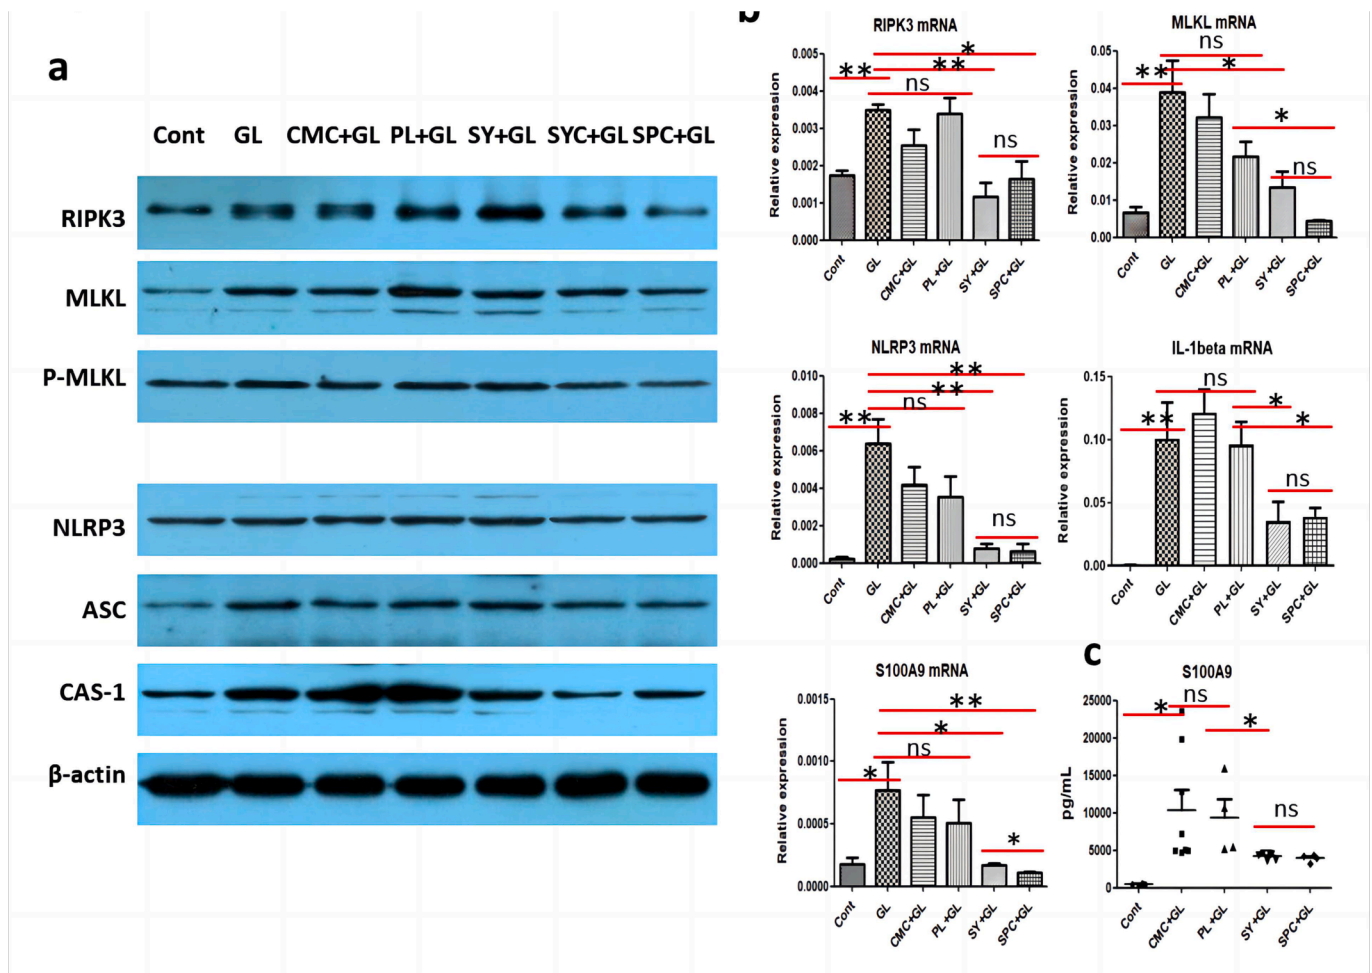 a
Cont GL CMC+GL PL+GL SY+GL SYC+GL SPC+GL
RIPK3
MLKL
P-MLKL
NLRP3
ASC
CAS-1
β-actin
b
RIPK3 mRNA
Relative expression
0.005
0.004
0.003
0.002
0.001
0.000
*
**
**
ns
ns
Cont GL CMC+GL PL+GL SY+GL SPC+GL
MLKL mRNA
Relative expression
0.05
0.04
0.03
0.02
0.01
0.00
ns
**
*
*
ns
Cont GL CMC+GL PL+GL SY+GL SPC+GL
NLRP3 mRNA
Relative expression
0.010
0.008
0.006
0.004
0.002
0.000
**
**
ns
**
ns
Cont GL CMC+GL PL+GL SY+GL SPC+GL
IL-1beta mRNA
Relative expression
0.15
0.10
0.05
0.00
ns
*
**
*
ns
Cont GL CMC+GL PL+GL SY+GL SPC+GL
S100A9 mRNA
Relative expression
0.0015
0.0010
0.0005
0.0000
**
*
ns
*
*
Cont GL CMC+GL PL+GL SY+GL SPC+GL
c
S100A9
pg/mL
25000
20000
15000
10000
5000
0
*
ns
*
ns
Cont CMC+GL PL+GL SY+GL SPC+GL